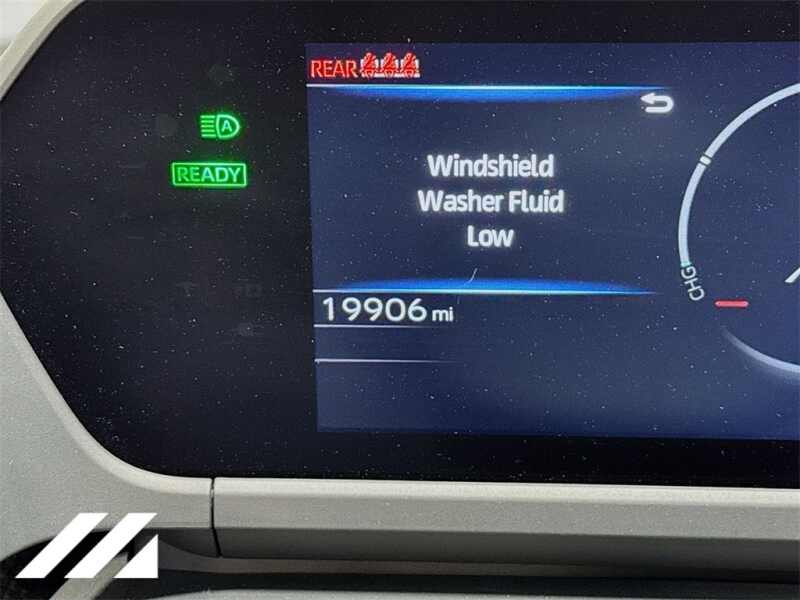 REAR
A
READY
Windshield
Washer Fluid
Low
CHG
19906 mi